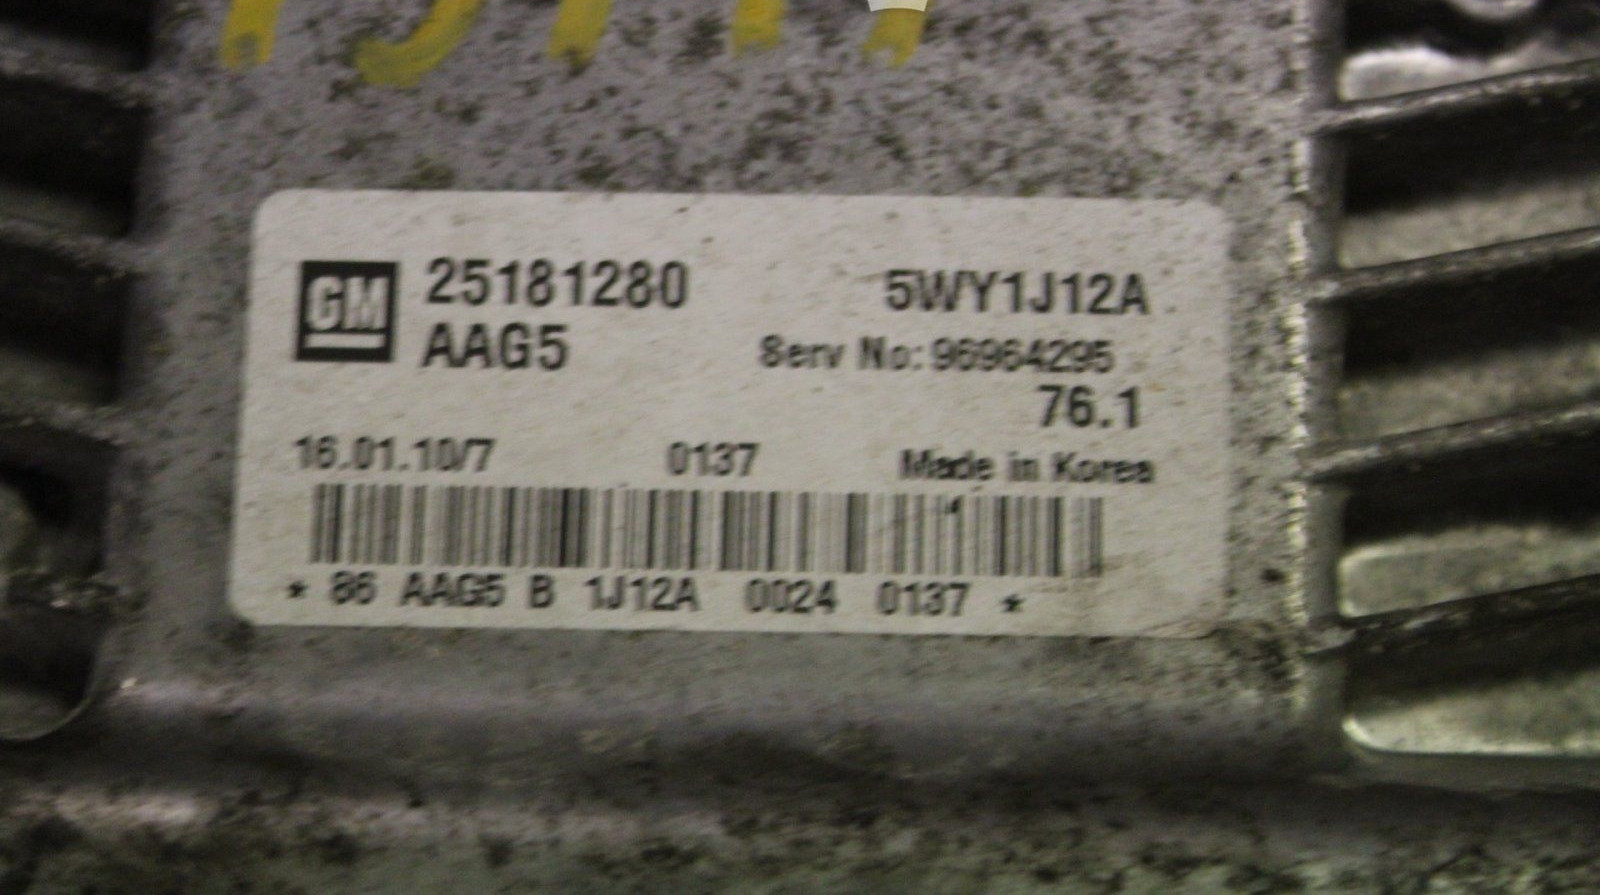 GM 25181280 5WY1J12A
AAG5 Serv No: 96964295
76.1
16.01.10/7 0137 Made in Korea
* 86 AAG5 B 1J12A 0024 0137 *